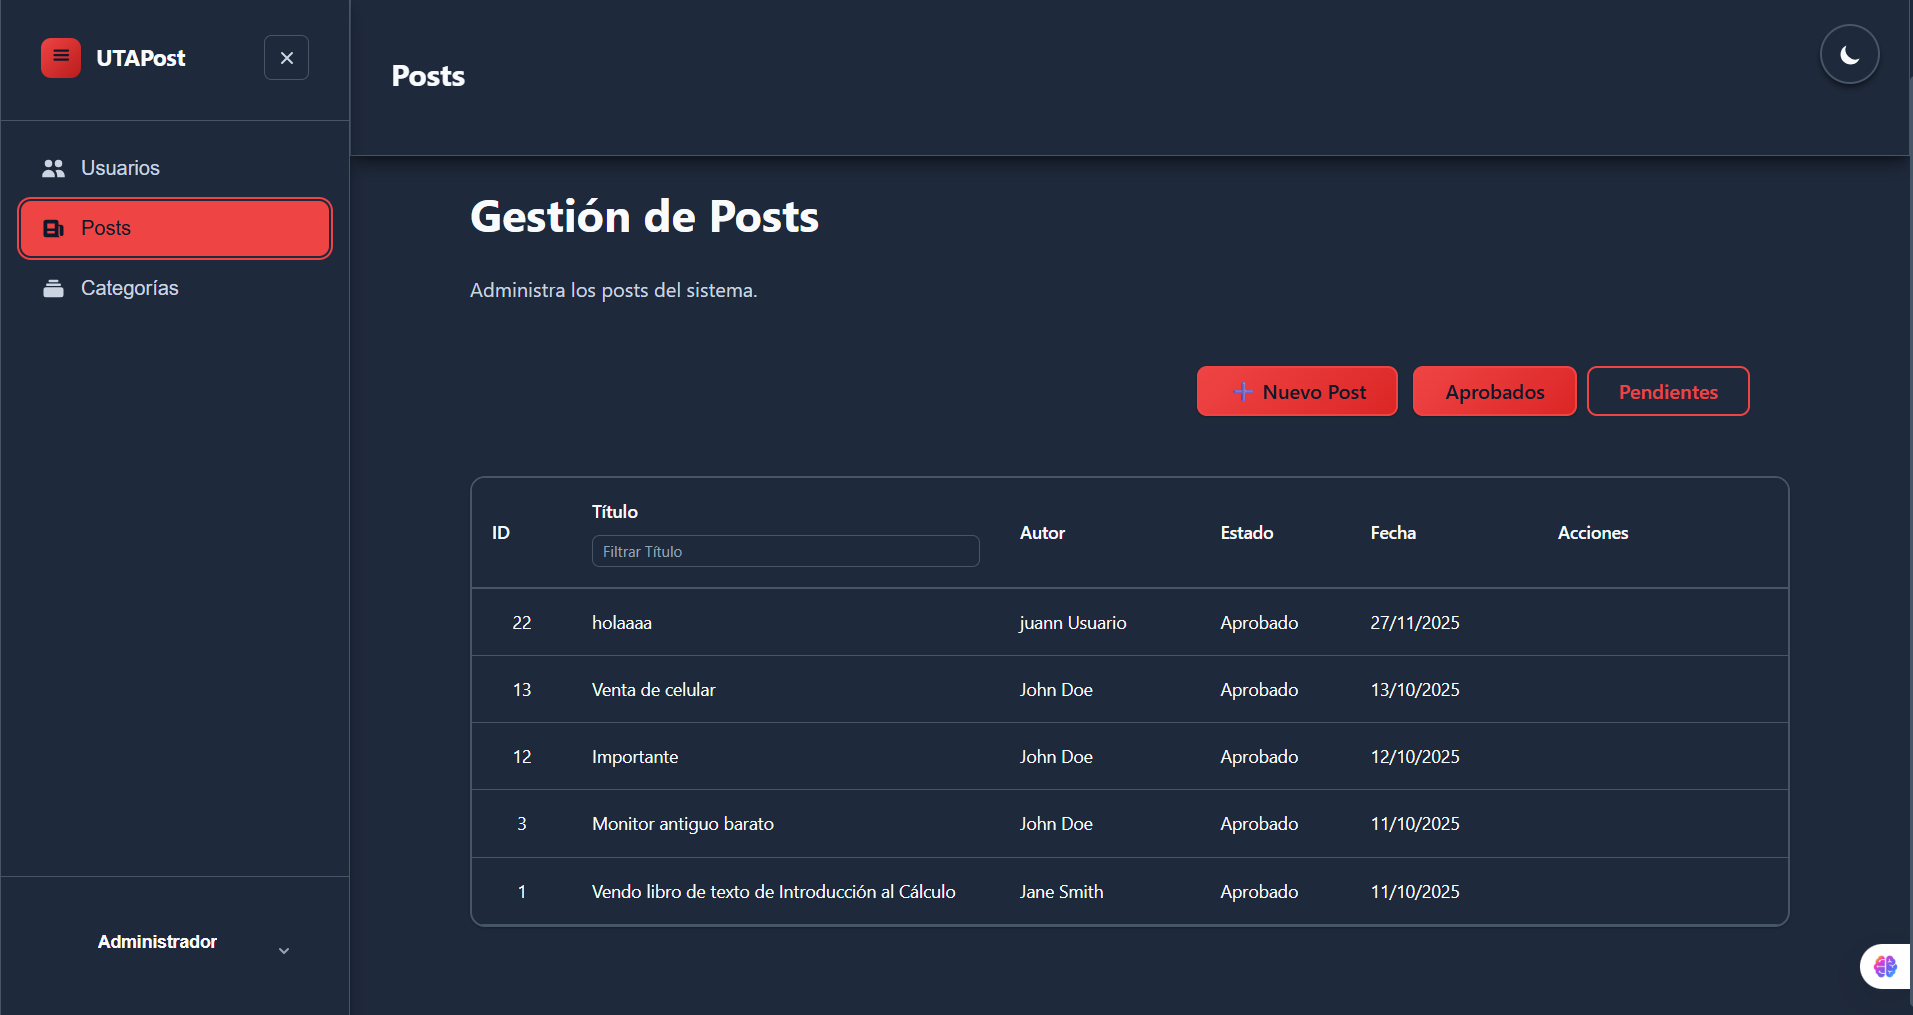 UTAPost
Posts
Usuarios
Posts
Categorías
Gestión de Posts
Administra los posts del sistema.
Nuevo Post
Aprobados
Pendientes
ID Título Autor Estado Fecha Acciones
Filtrar Título
22 holaaaa juann Usuario Aprobado 27/11/2025
13 Venta de celular John Doe Aprobado 13/10/2025
12 Importante John Doe Aprobado 12/10/2025
3 Monitor antiguo barato John Doe Aprobado 11/10/2025
1 Vendo libro de texto de Introducción al Cálculo Jane Smith Aprobado 11/10/2025
Administrador